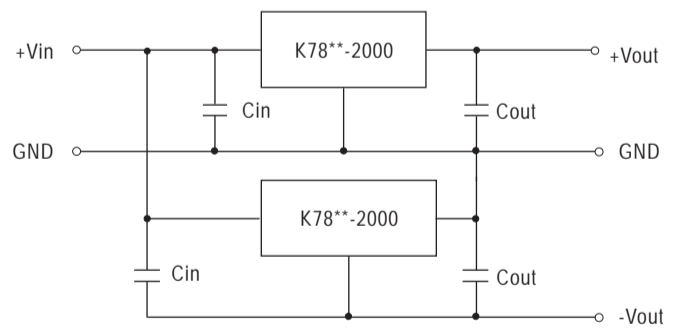 +Vin
K78**-2000
+Vout
Cin
Cout
GND
GND
K78**-2000
Cin
Cout
-Vout